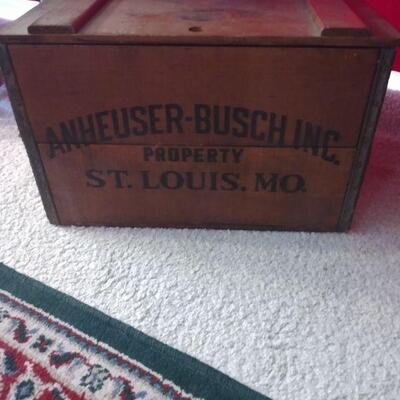 ANHEUSER-BUSCH, INC.
PROPERTY
ST. LOUIS, MO.